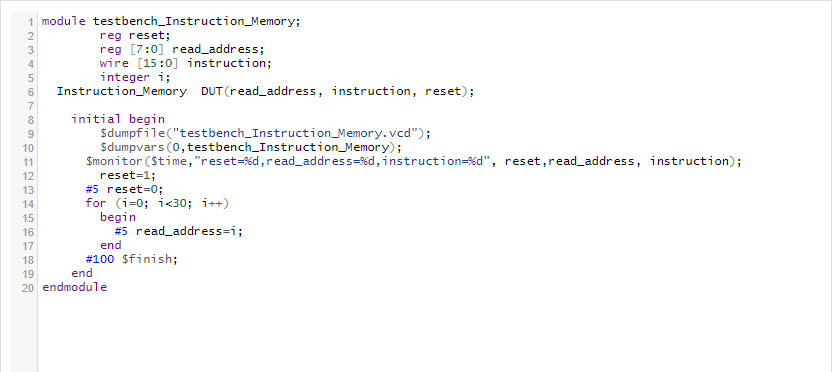 1 module testbench_Instruction_Memory;
2 reg reset;
3 reg [7:0] read_address;
4 wire [15:0] instruction;
5 integer i;
6 Instruction_Memory  DUT(read_address, instruction, reset);
7
8 initial begin
9 $dumpfile("testbench_Instruction_Memory.vcd");
10 $dumpvars(0,testbench_Instruction_Memory);
11 $monitor($time,"reset=%d,read_address=%d,instruction=%d", reset,read_address, instruction);
12 reset=1;
13 #5 reset=0;
14 for (i=0; i<30; i++)
15 begin
16 #5 read_address=i;
17 end
18 #100 $finish;
19 end
20 endmodule